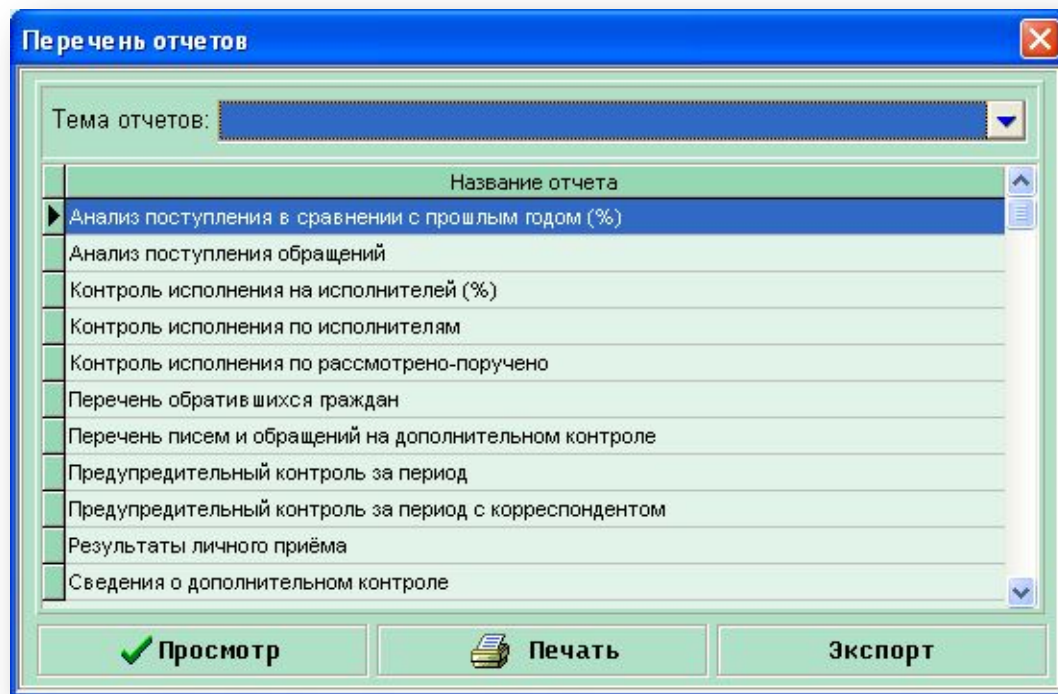 Перечень отчетов
Тема отчетов:
Название отчета
Анализ поступления в сравнении с прошлым годом (%)
Анализ поступления обращений
Контроль исполнения на исполнителей (%)
Контроль исполнения по исполнителям
Контроль исполнения по рассмотрено-поручено
Перечень обратившихся граждан
Перечень писем и обращений на дополнительном контроле
Предупредительный контроль за период
Предупредительный контроль за период с корреспондентом
Результаты личного приёма
Сведения о дополнительном контроле
Просмотр Печать Экспорт